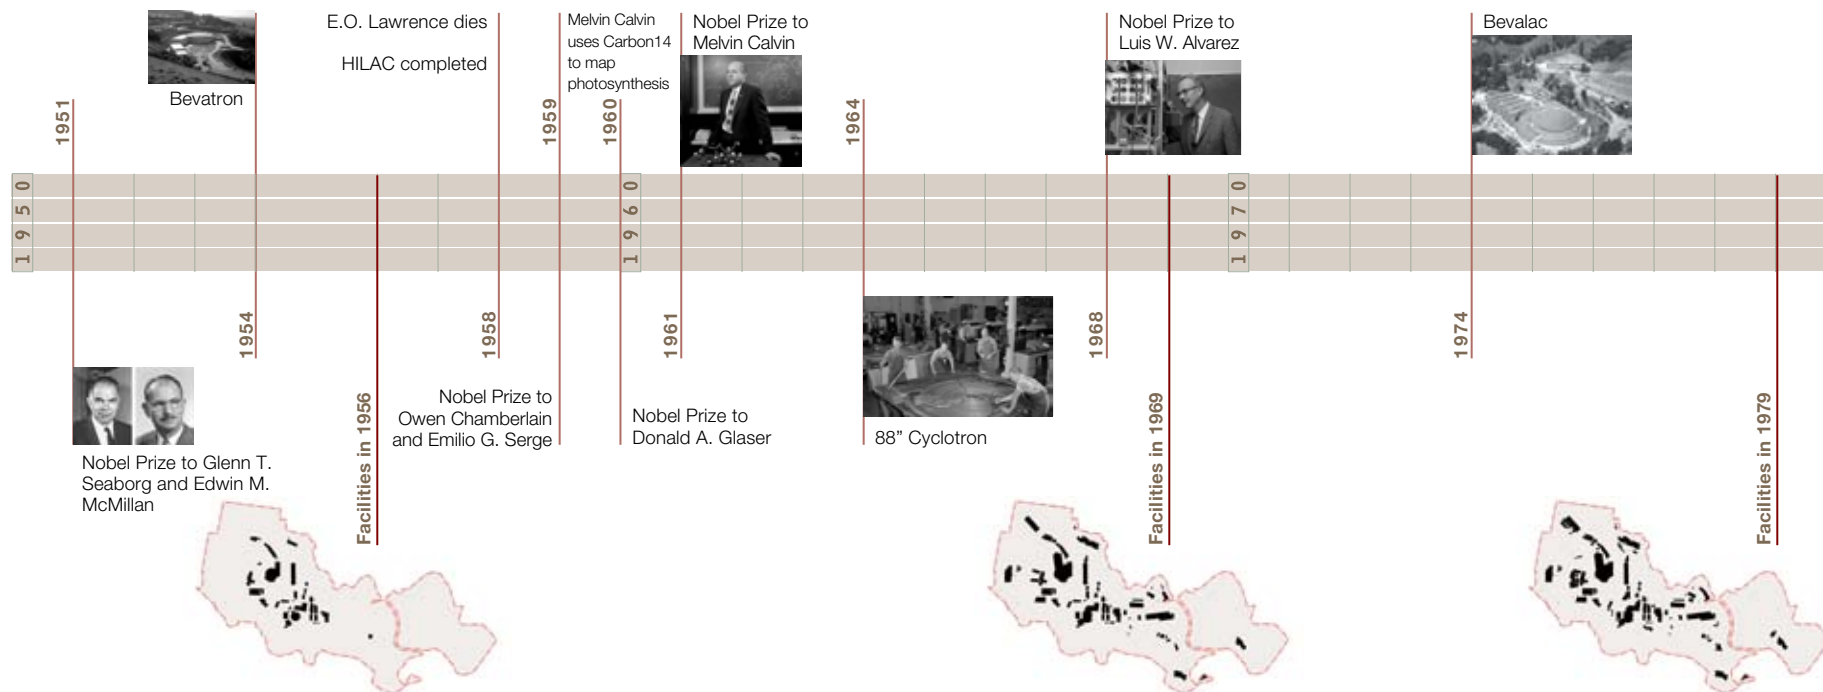 E.O. Lawrence dies
HILAC completed
Melvin Calvin
uses Carbon14
to map
photosynthesis
Nobel Prize to
Melvin Calvin
Nobel Prize to
Luis W. Alvarez
Bevalac
Bevatron
1951
1959
1960
1964
1950
1960
1970
1954
1958
1961
1968
1974
Nobel Prize to Glenn T.
Seaborg and Edwin M.
McMillan
Facilities in 1956
Nobel Prize to
Owen Chamberlain
and Emilio G. Serge
Nobel Prize to
Donald A. Glaser
88” Cyclotron
Facilities in 1969
Facilities in 1979